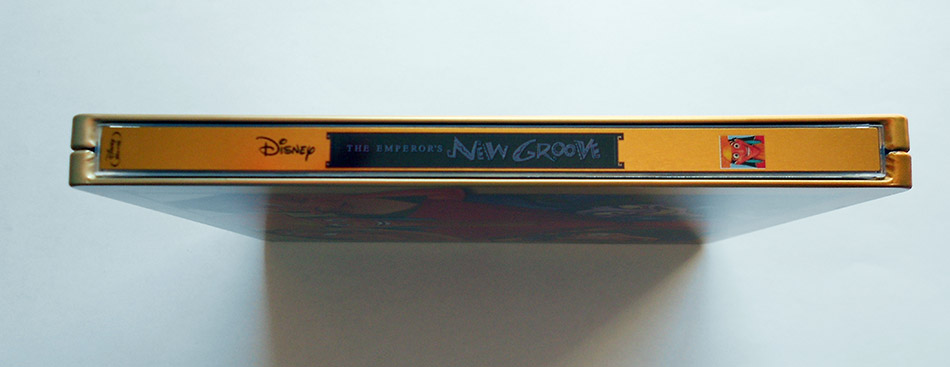 Disney
THE EMPEROR'S NEW GROOVE